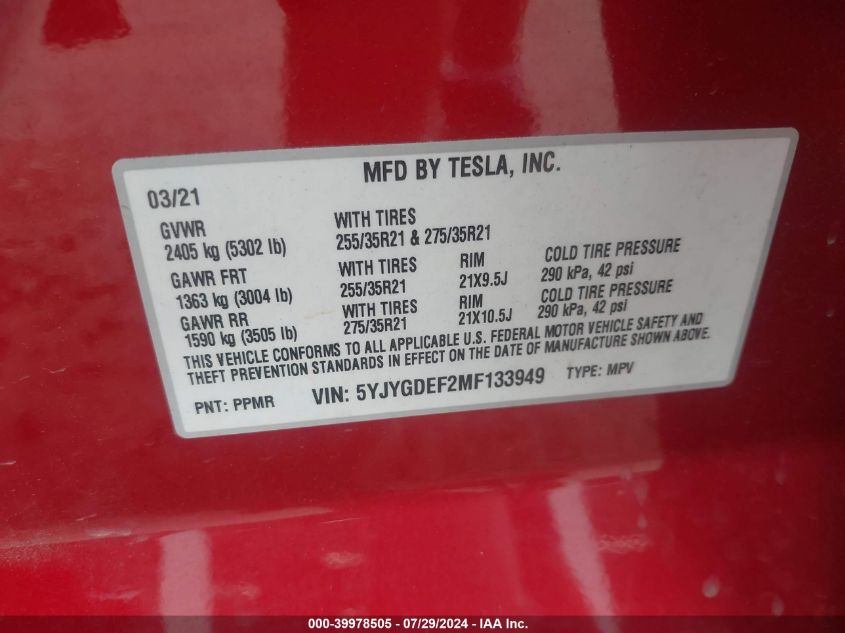 MFD BY TESLA, INC.
03/21
GVWR
2405 kg (5302 lb)
WITH TIRES
255/35R21 & 275/35R21
GAWR FRT
1363 kg (3004 lb)
WITH TIRES
255/35R21
RIM
21X9.5J
COLD TIRE PRESSURE
290 kPa, 42 psi
GAWR RR
1590 kg (3505 lb)
WITH TIRES
275/35R21
RIM
21X10.5J
COLD TIRE PRESSURE
290 kPa, 42 psi
THIS VEHICLE CONFORMS TO ALL APPLICABLE U.S. FEDERAL MOTOR VEHICLE SAFETY AND
THEFT PREVENTION STANDARDS IN EFFECT ON THE DATE OF MANUFACTURE SHOWN ABOVE.
PNT: PPMR VIN: 5YJYGDEF2MF133949 TYPE: MPV
000-39978505 - 07/29/2024 - IAA Inc.